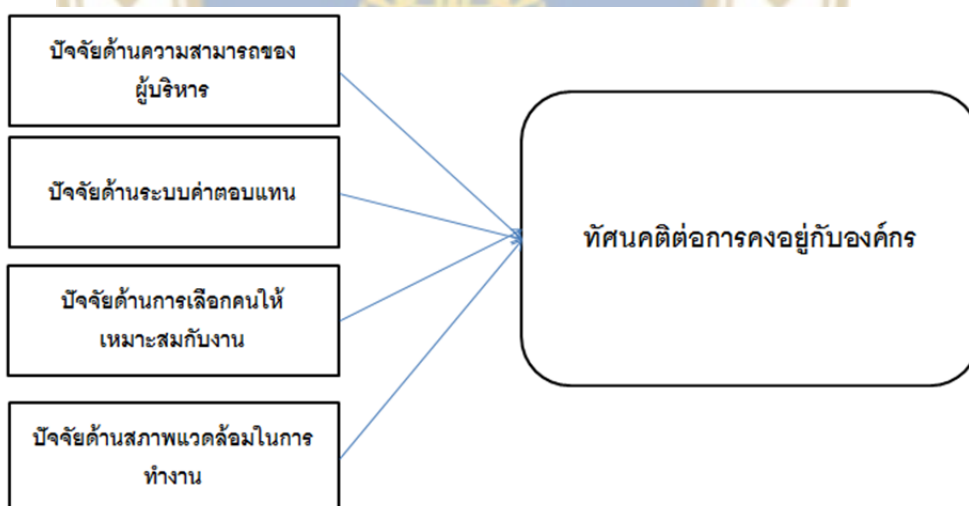 ปัจจัยด้านความสามารถของ
ผู้บริหาร
ปัจจัยด้านระบบค่าตอบแทน
ปัจจัยด้านการเลือกคนให้
เหมาะสมกับงาน
ปัจจัยด้านสภาพแวดล้อมในการ
ทำงาน
ทัศนคติต่อการคงอยู่กับองค์กร